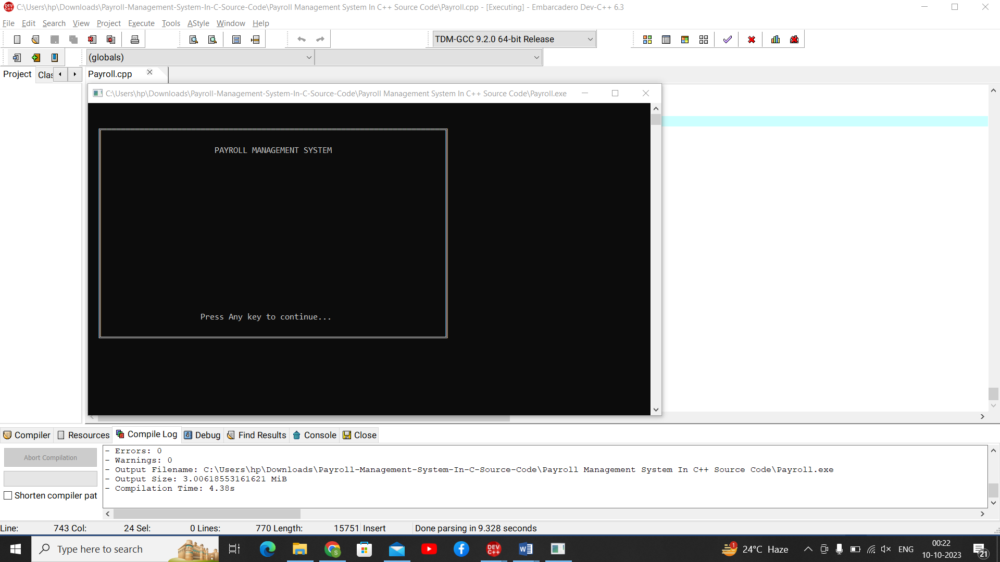 C:\Users\hp\Downloads\Payroll-Management-System-In-C-Source-Code\Payroll Management System In C++ Source Code\Payroll.cpp - [Executing] - Embarcadero Dev-C++ 6.3
File Edit Search View Project Execute Tools AStyle Window Help
TDM-GCC 9.2.0 64-bit Release
(globals)
Project Clas Payroll.cpp
C:\Users\hp\Downloads\Payroll-Management-System-In-C-Source-Code\Payroll Management System In C++ Source Code\Payroll.exe
PAYROLL MANAGEMENT SYSTEM
Press Any key to continue...
Compiler Resources Compile Log Debug Find Results Console Close
Abort Compilation
Shorten compiler pat
- Errors: 0
- Warnings: 0
- Output Filename: C:\Users\hp\Downloads\Payroll-Management-System-In-C-Source-Code\Payroll Management System In C++ Source Code\Payroll.exe
- Output Size: 3.00618553161621 MiB
- Compilation Time: 4.38s
Line: 743 Col: 24 Sel: 0 Lines: 770 Length: 15751 Insert Done parsing in 9.328 seconds
Type here to search
DEV C++
S
W
1
24°C Haze
ENG
00:22
10-10-2023
21